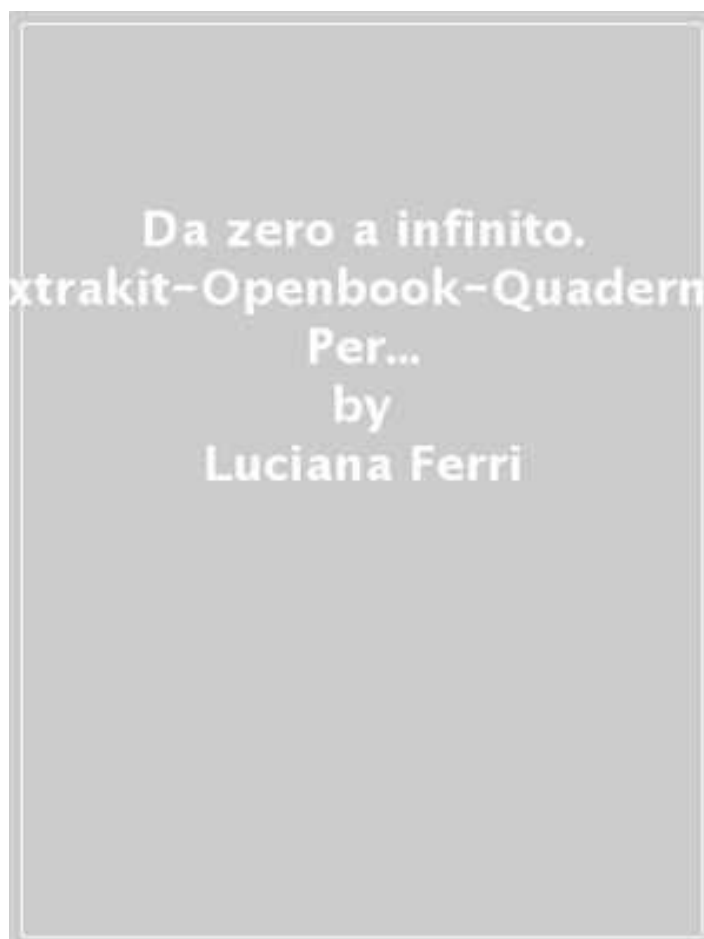 Da zero a infinito.
xtrakit-Openbook-Quadern
Per...
by
Luciana Ferri